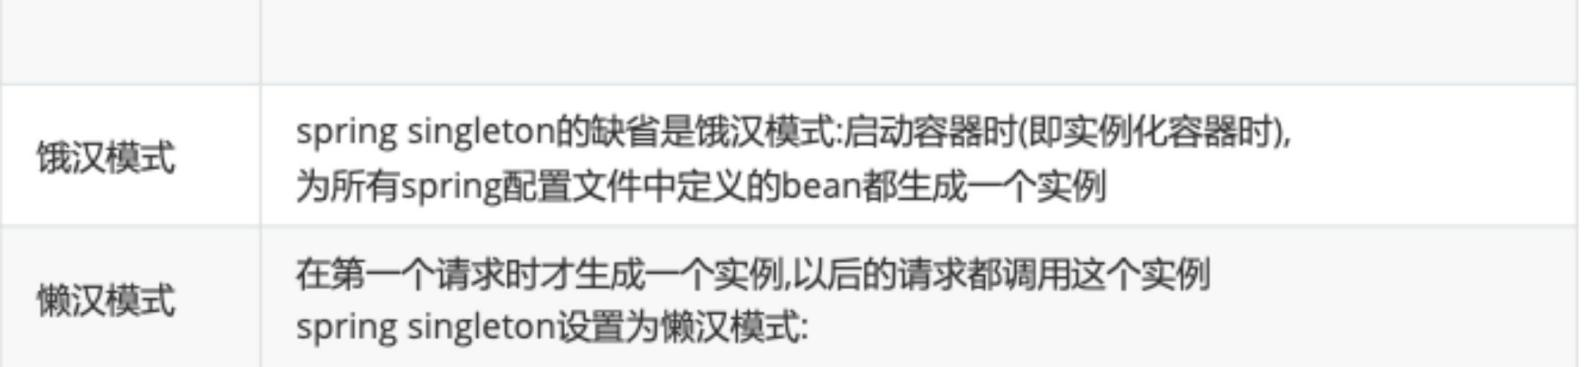 饿汉模式
spring singleton的缺省是饿汉模式:启动容器时(即实例化容器时),
为所有spring配置文件中定义的bean都生成一个实例
懒汉模式
在第一个请求时才生成一个实例,以后的请求都调用这个实例
spring singleton设置为懒汉模式: